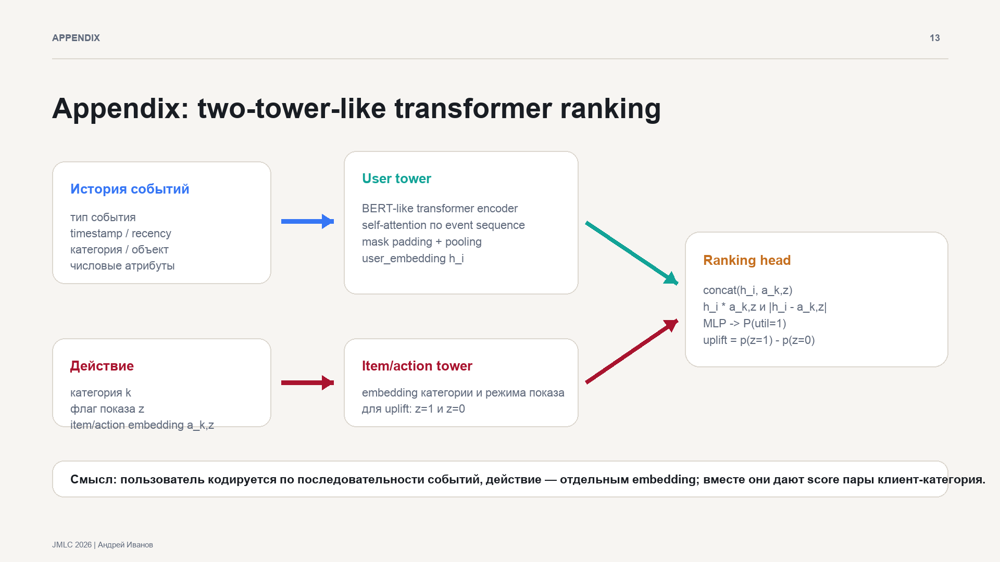 APPENDIX
13
Appendix: two-tower-like transformer ranking
История событий
тип события
timestamp / recency
категория / объект
числовые атрибуты
User tower
BERT-like transformer encoder
self-attention по event sequence
mask padding + pooling
user_embedding h_i
Ranking head
concat(h_i, a_k,z)
h_i * a_k,z и |h_i - a_k,z|
MLP -> P(util=1)
uplift = p(z=1) - p(z=0)
Действие
категория k
флаг показа z
item/action embedding a_k,z
Item/action tower
embedding категории и режима показа
для uplift: z=1 и z=0
Смысл: пользователь кодируется по последовательности событий, действие — отдельным embedding; вместе они дают score пары клиент-категория.
JMLC 2026 | Андрей Иванов